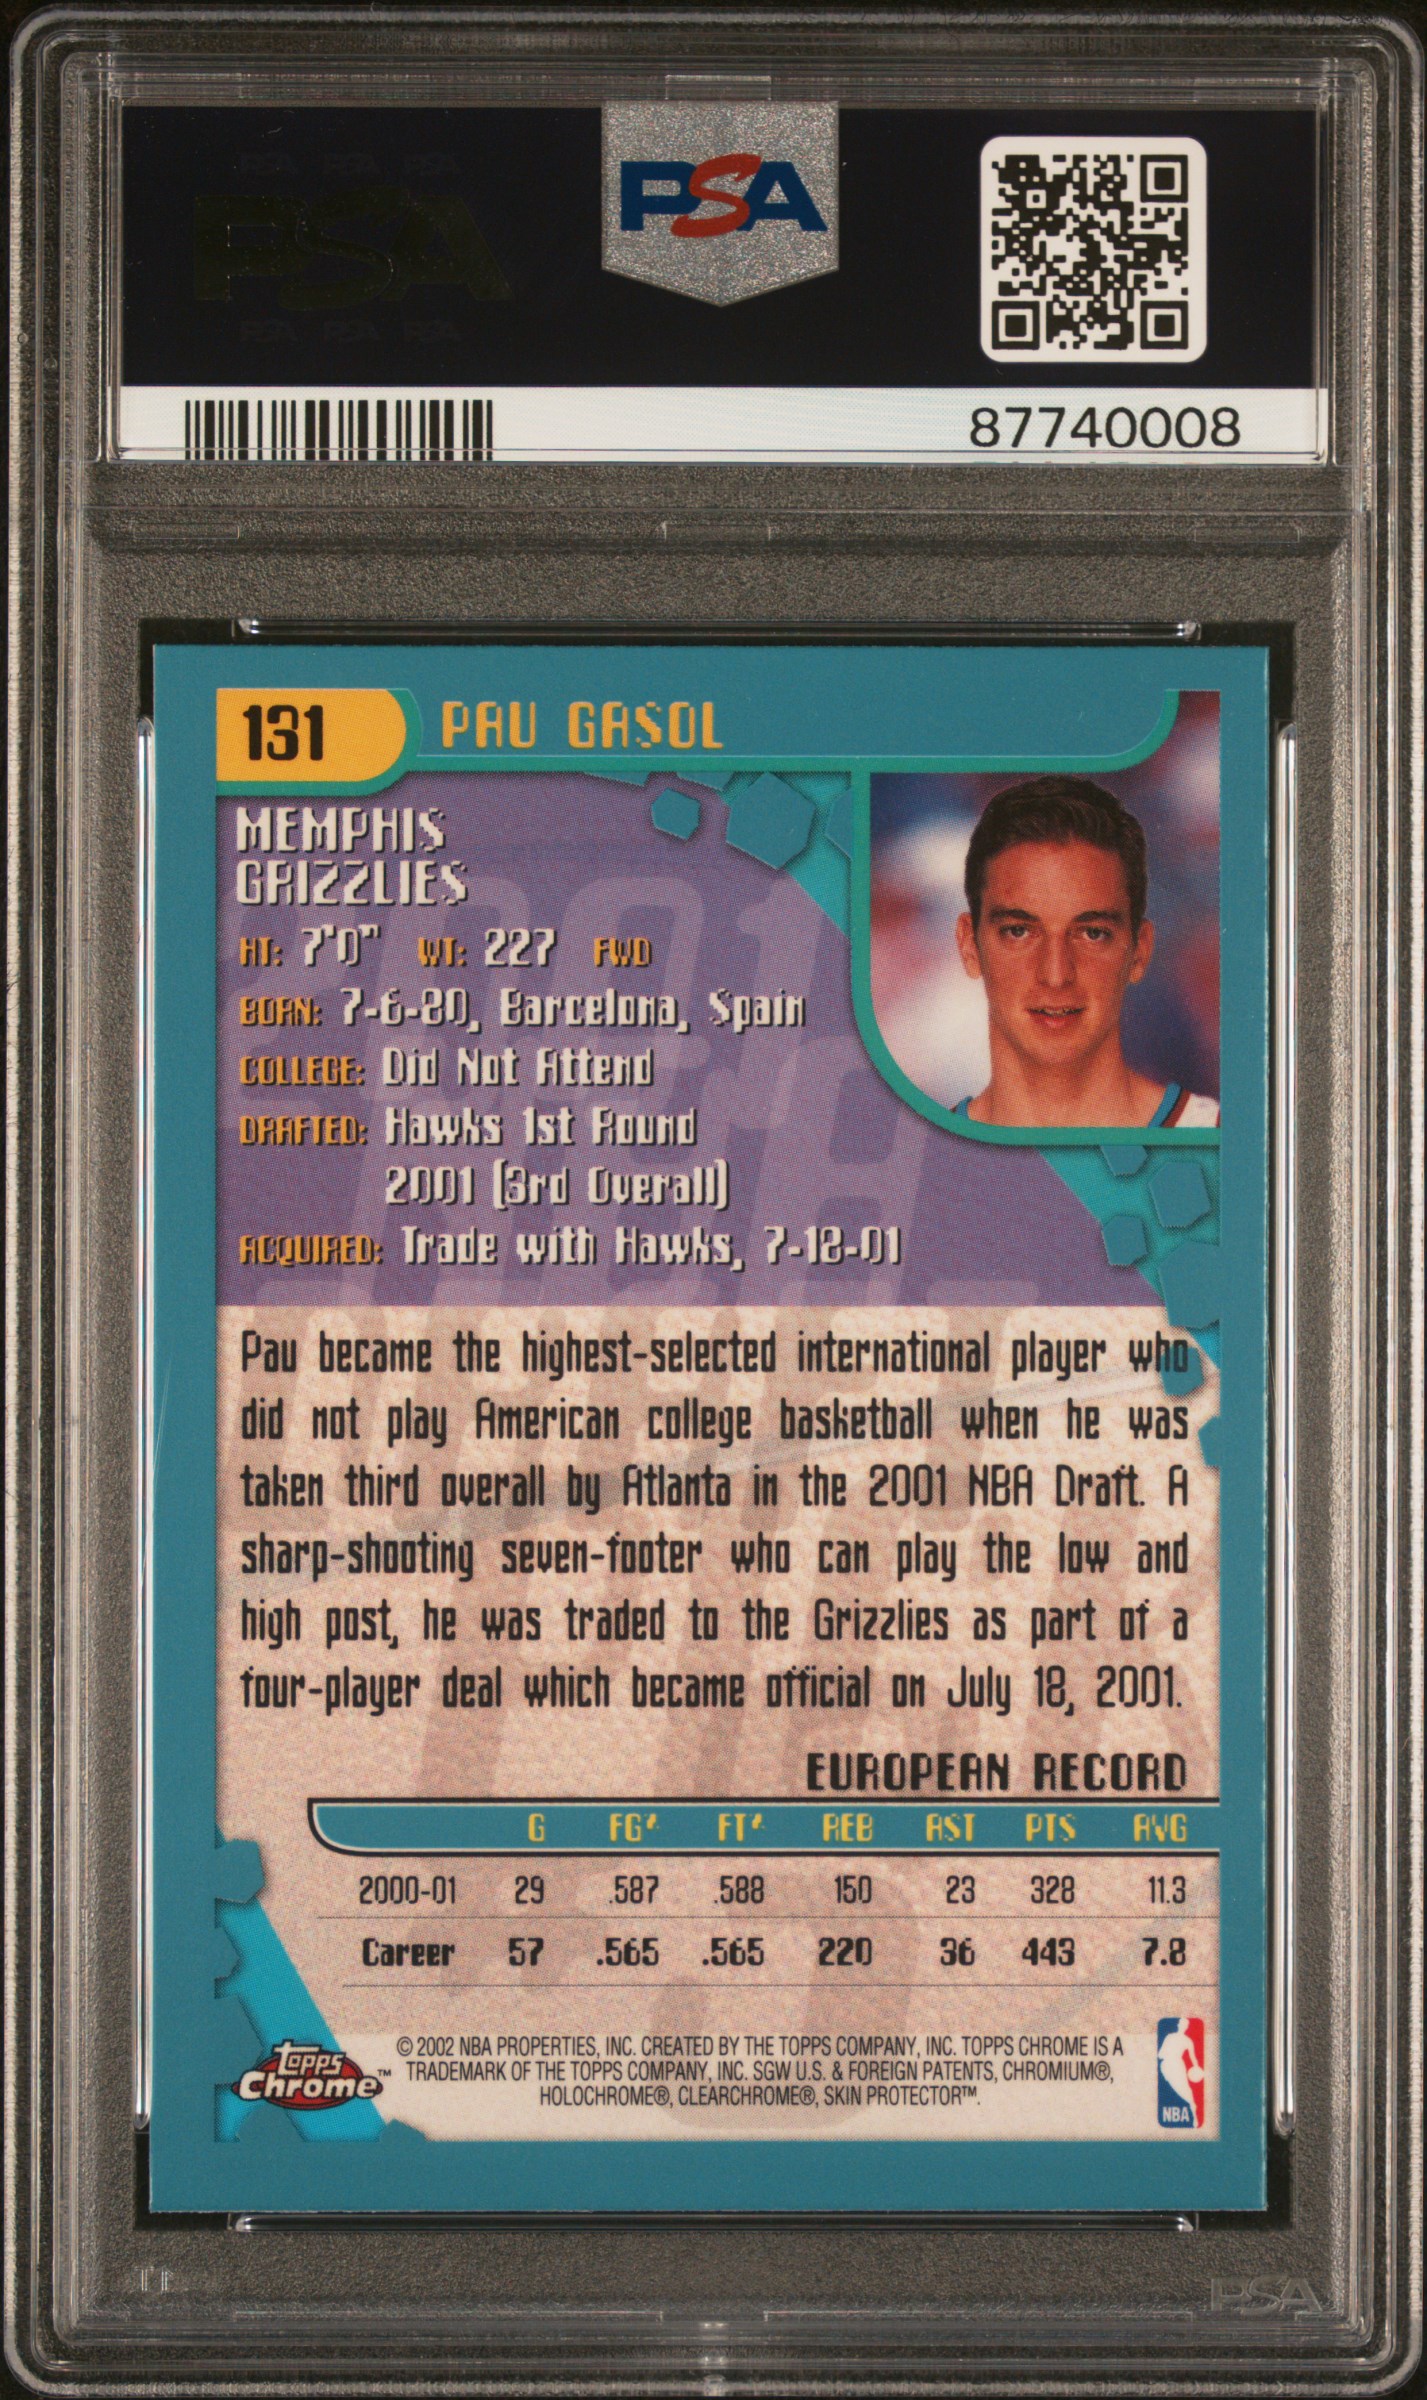 PSA
PSA
87740008
131 PAU GASOL
MEMPHIS
GRIZZLIES
HT: 7'0" WT: 227 FWD
BORN: 7-6-80, Barcelona, Spain
COLLEGE: Did Not Attend
DRAFTED: Hawks 1st Round
2001 (3rd Overall)
ACQUIRED: Trade with Hawks, 7-18-01
Pau became the highest-selected international player who
did not play American college basketball when he was
taken third overall by Atlanta in the 2001 NBA Draft. A
sharp-shooting seven-footer who can play the low and
high post, he was traded to the Grizzlies as part of a
four-player deal which became official on July 18, 2001.
EUROPEAN RECORD
G FG% FT% REB AST PTS AVG
2000-01 29 .587 .588 150 23 328 11.3
Career 57 .565 .565 220 36 443 7.8
Topps
Chrome™
© 2002 NBA PROPERTIES, INC. CREATED BY THE TOPPS COMPANY, INC. TOPPS CHROME IS A
TRADEMARK OF THE TOPPS COMPANY, INC. SGW U.S. & FOREIGN PATENTS, CHROMIUM®,
HOLOCHROME®, CLEARCHROME®, SKIN PROTECTOR™.
NBA
PSA